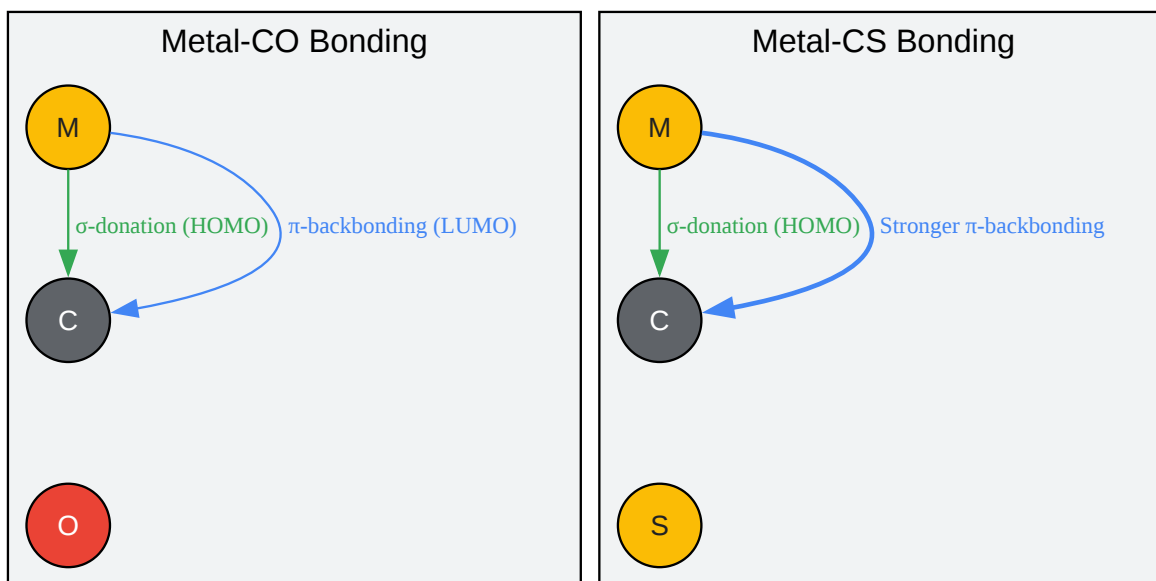 Metal-CO Bonding
M
σ-donation (HOMO)
π-backbonding (LUMO)
C
O
Metal-CS Bonding
M
σ-donation (HOMO)
Stronger π-backbonding
C
S